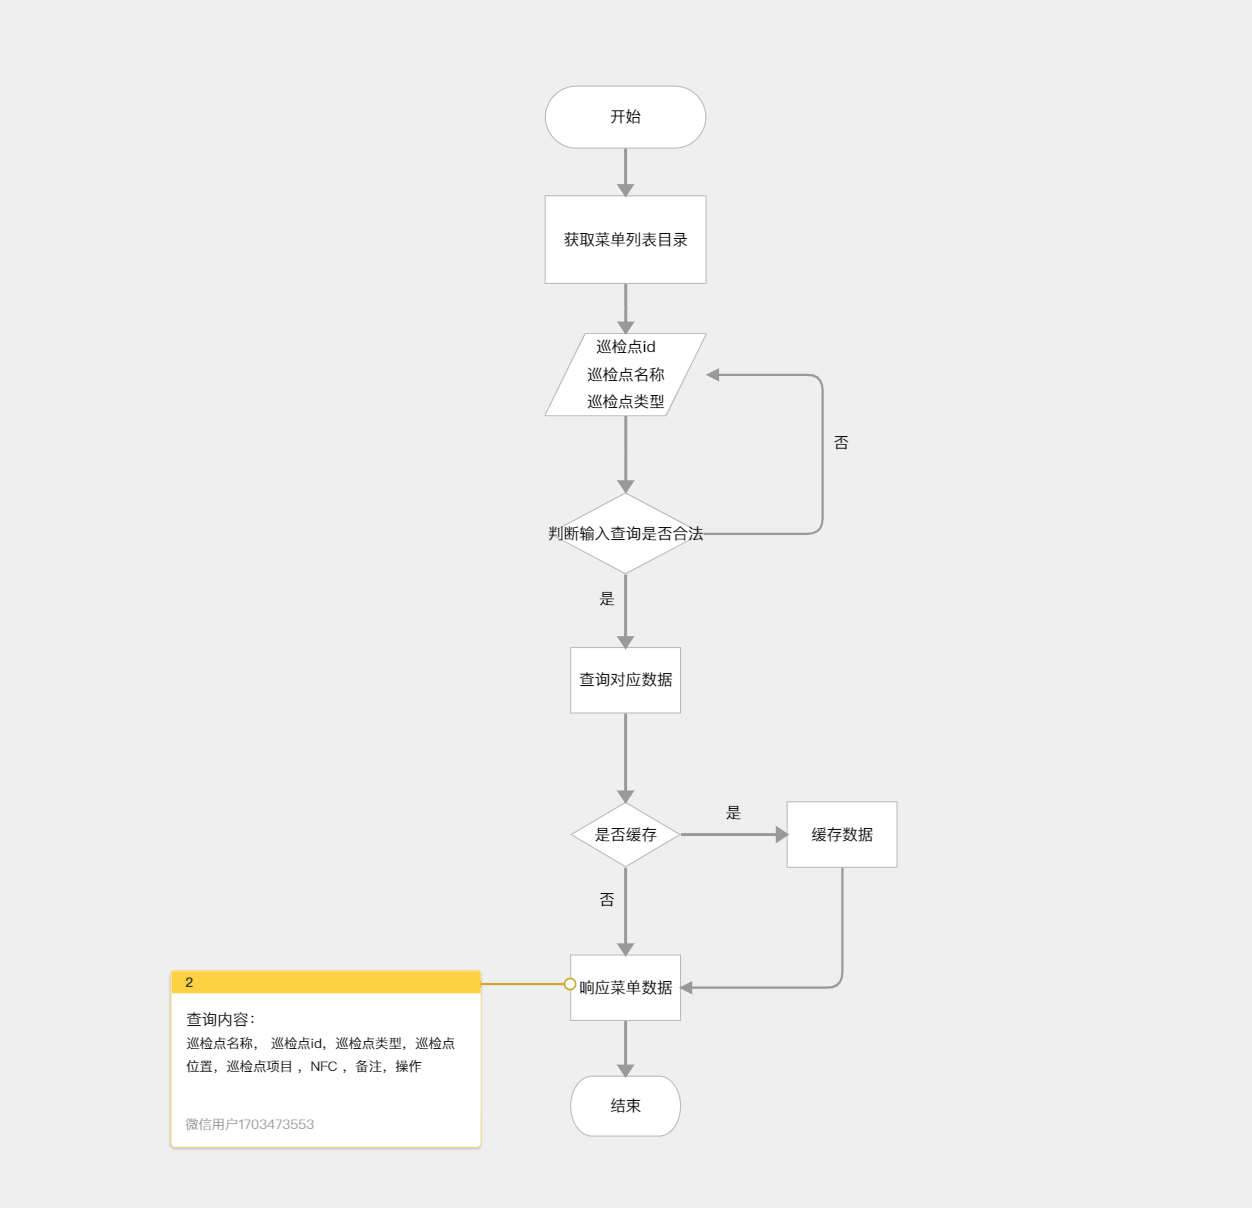 开始
获取菜单列表目录
巡检点id
巡检点名称
巡检点类型
否
判断输入查询是否合法
是
查询对应数据
是
是否缓存
缓存数据
否
响应菜单数据
2
查询内容：
巡检点名称， 巡检点id，巡检点类型，巡检点
位置，巡检点项目 ，NFC ，备注，操作
微信用户1703473553
结束